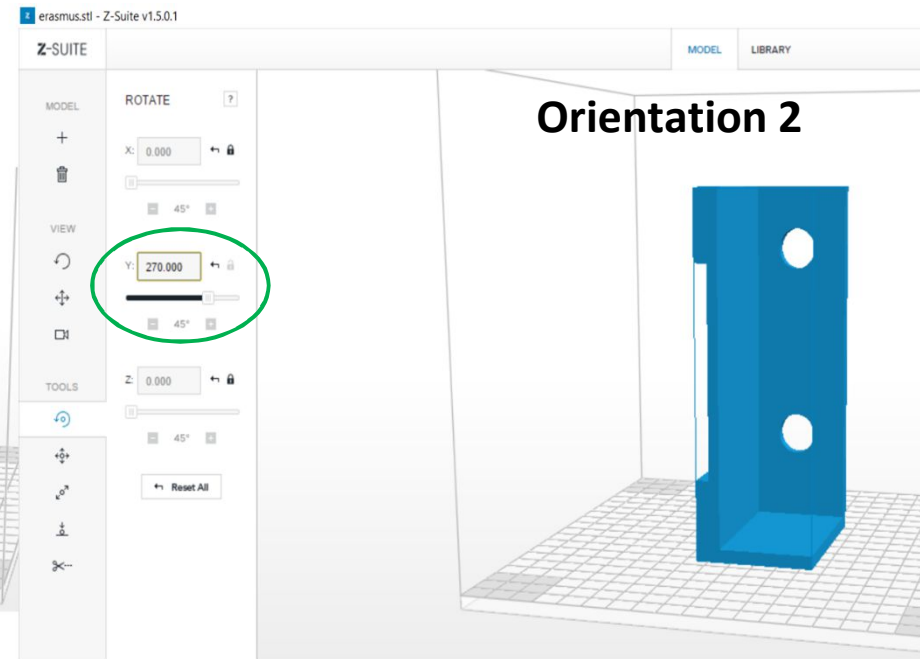 erasmus.stl - Z-Suite v1.5.0.1
Z-SUITE
MODEL LIBRARY
Orientation 2
MODEL
VIEW
TOOLS
ROTATE ?
X: 0.000
45°
Y: 270.000
45°
Z: 0.000
45°
Reset All